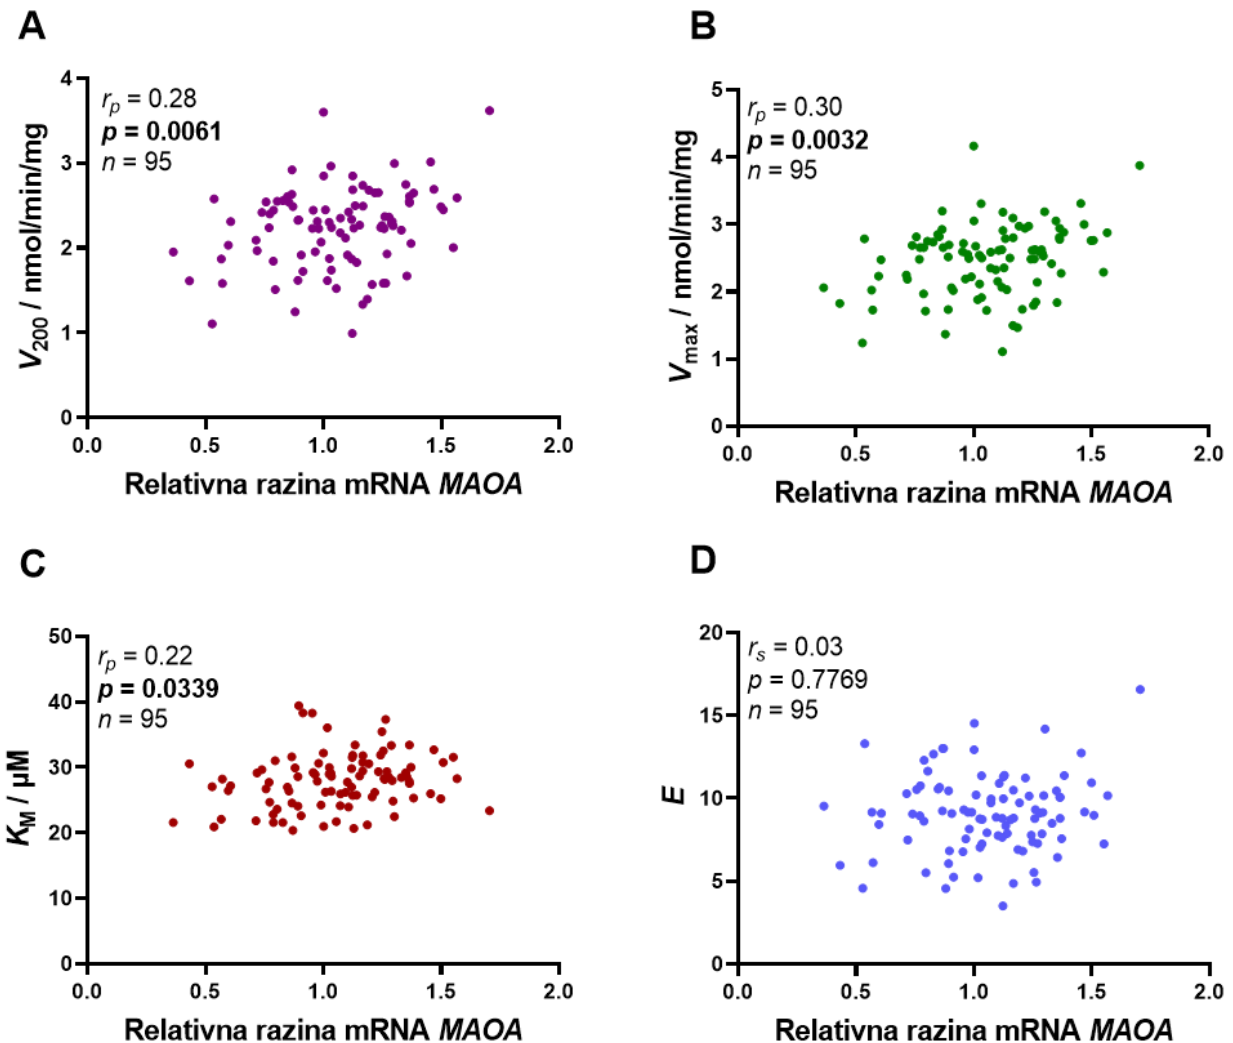 A
4
3
2
1
0
V200 / nmol/min/mg
rp = 0.28
p = 0.0061
n = 95
0.0 0.5 1.0 1.5 2.0
Relativna razina mRNA MAOA
B
5
4
3
2
1
0
Vmax / nmol/min/mg
rp = 0.30
p = 0.0032
n = 95
0.0 0.5 1.0 1.5 2.0
Relativna razina mRNA MAOA
C
50
40
30
20
10
0
KM / µM
rp = 0.22
p = 0.0339
n = 95
0.0 0.5 1.0 1.5 2.0
Relativna razina mRNA MAOA
D
20
15
10
5
0
E
rs = 0.03
p = 0.7769
n = 95
0.0 0.5 1.0 1.5 2.0
Relativna razina mRNA MAOA